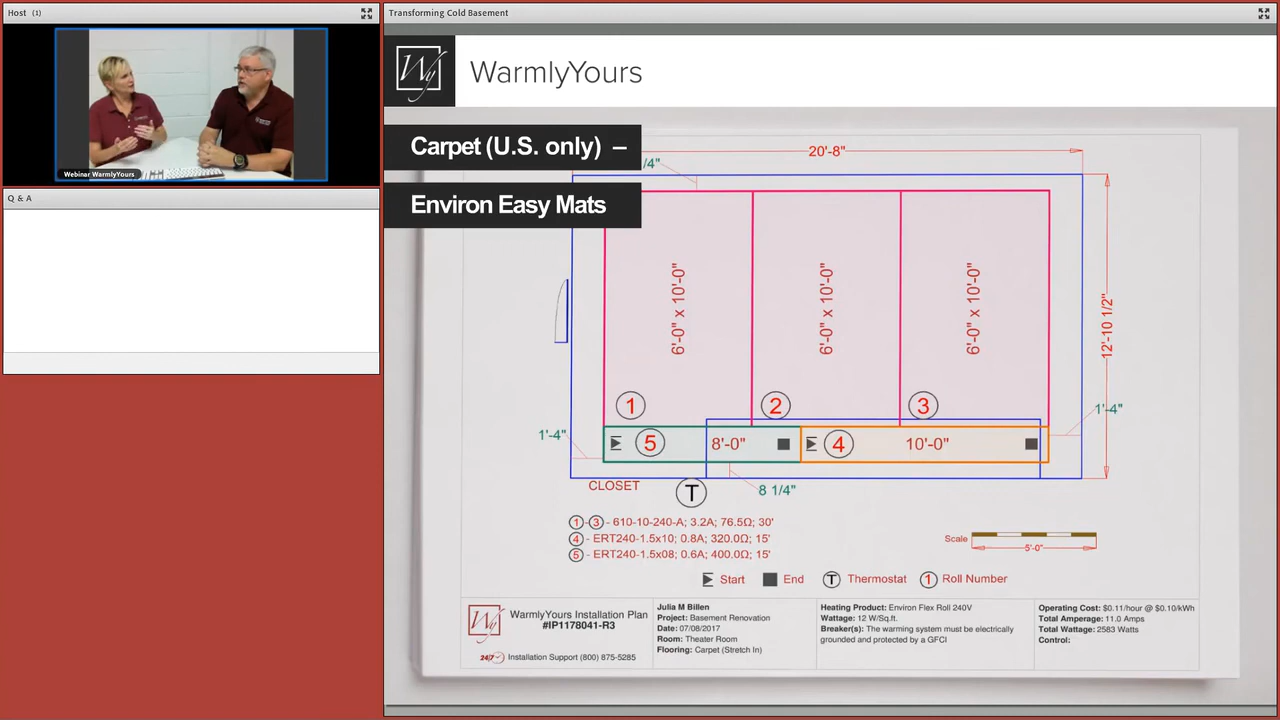 Host (1)
Webinar WarmlyYours
Q & A
Transforming Cold Basement
Wy
WarmlyYours
Carpet (U.S. only) –
Environ Easy Mats
/4"
20'-8"
6'-0" x 10'-0"
6'-0" x 10'-0"
6'-0" x 10'-0"
12'-10 1/2"
1 2 3
1'-4"
1'-4"
5 8'-0" 4 10'-0"
CLOSET
T
8 1/4"
1-3 - 610-10-240-A; 3.2A; 76.5Ω; 30'
4 - ERT240-1.5x10; 0.8A; 320.0Ω; 15'
5 - ERT240-1.5x08; 0.6A; 400.0Ω; 15'
Scale
5'-0"
Start End T Thermostat 1 Roll Number
Wy
WarmlyYours Installation Plan
#IP1178041-R3
24/7 Installation Support (800) 875-5285
Julia M Billen
Project: Basement Renovation
Date: 07/08/2017
Room: Theater Room
Flooring: Carpet (Stretch In)
Heating Product: Environ Flex Roll 240V
Wattage: 12 W/Sq.ft.
Breaker(s): The warming system must be electrically
grounded and protected by a GFCI
Operating Cost: $0.11/hour @ $0.10/kWh
Total Amperage: 11.0 Amps
Total Wattage: 2583 Watts
Control: